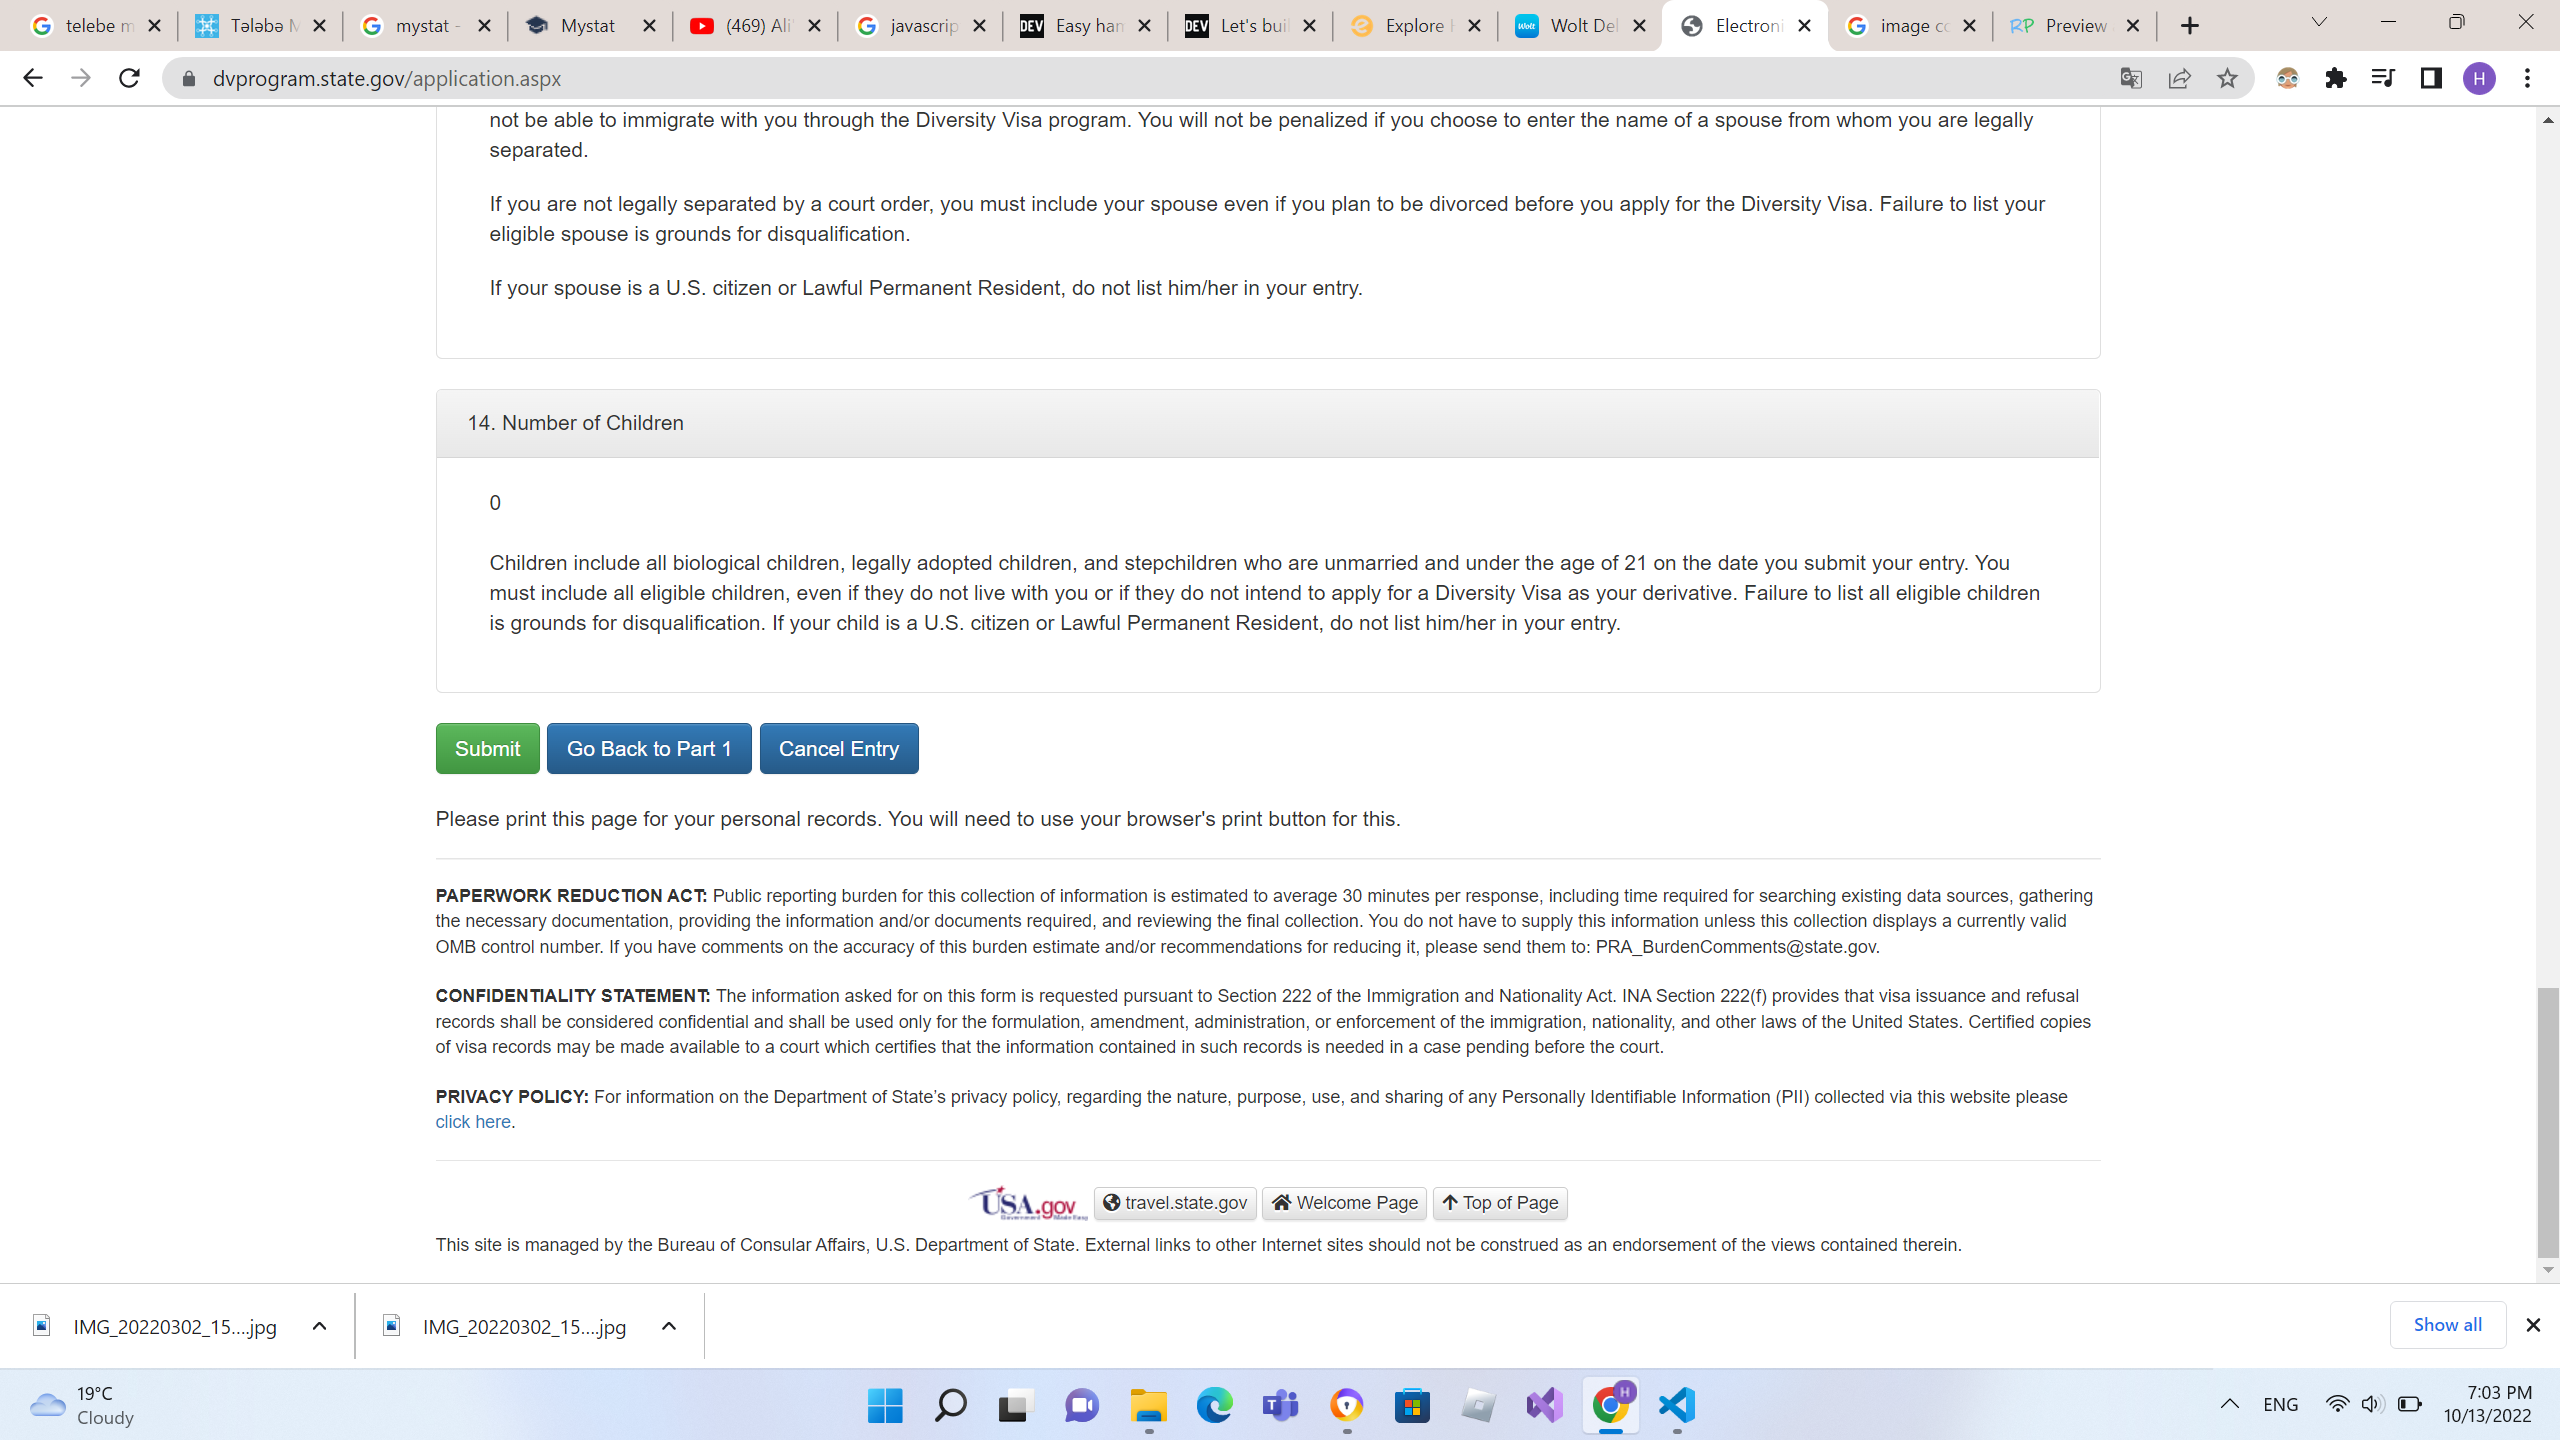 telebe m
Tələbə M
mystat -
Mystat
(469) Ali
javascrip
DEV
Easy han
DEV
Let's buil
Explore
Wolt
Wolt Del
Electroni
image co
RP
Preview
dvprogram.state.gov/application.aspx
H
not be able to immigrate with you through the Diversity Visa program. You will not be penalized if you choose to enter the name of a spouse from whom you are legally
separated.
If you are not legally separated by a court order, you must include your spouse even if you plan to be divorced before you apply for the Diversity Visa. Failure to list your
eligible spouse is grounds for disqualification.
If your spouse is a U.S. citizen or Lawful Permanent Resident, do not list him/her in your entry.
14. Number of Children
0
Children include all biological children, legally adopted children, and stepchildren who are unmarried and under the age of 21 on the date you submit your entry. You
must include all eligible children, even if they do not live with you or if they do not intend to apply for a Diversity Visa as your derivative. Failure to list all eligible children
is grounds for disqualification. If your child is a U.S. citizen or Lawful Permanent Resident, do not list him/her in your entry.
Submit
Go Back to Part 1
Cancel Entry
Please print this page for your personal records. You will need to use your browser's print button for this.
PAPERWORK REDUCTION ACT: Public reporting burden for this collection of information is estimated to average 30 minutes per response, including time required for searching existing data sources, gathering
the necessary documentation, providing the information and/or documents required, and reviewing the final collection. You do not have to supply this information unless this collection displays a currently valid
OMB control number. If you have comments on the accuracy of this burden estimate and/or recommendations for reducing it, please send them to: PRA_BurdenComments@state.gov.
CONFIDENTIALITY STATEMENT: The information asked for on this form is requested pursuant to Section 222 of the Immigration and Nationality Act. INA Section 222(f) provides that visa issuance and refusal
records shall be considered confidential and shall be used only for the formulation, amendment, administration, or enforcement of the immigration, nationality, and other laws of the United States. Certified copies
of visa records may be made available to a court which certifies that the information contained in such records is needed in a case pending before the court.
PRIVACY POLICY: For information on the Department of State’s privacy policy, regarding the nature, purpose, use, and sharing of any Personally Identifiable Information (PII) collected via this website please
click here.
USA.gov
Government Made Easy
travel.state.gov
Welcome Page
Top of Page
This site is managed by the Bureau of Consular Affairs, U.S. Department of State. External links to other Internet sites should not be construed as an endorsement of the views contained therein.
IMG_20220302_15....jpg
IMG_20220302_15....jpg
Show all
19°C
Cloudy
H
ENG
7:03 PM
10/13/2022